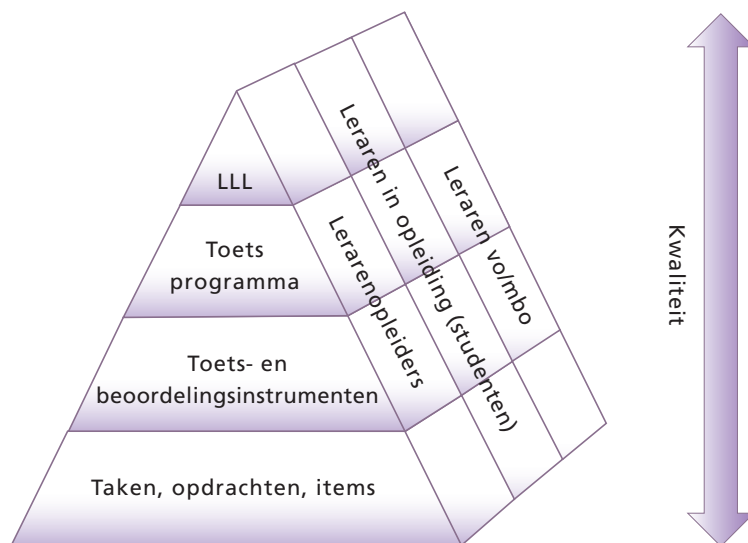 LLL
Toets
programma
Toets- en
beoordelingsinstrumenten
Taken, opdrachten, items
Lerarenopleiders
Leraren in opleiding (studenten)
Leraren vo/mbo
Kwaliteit